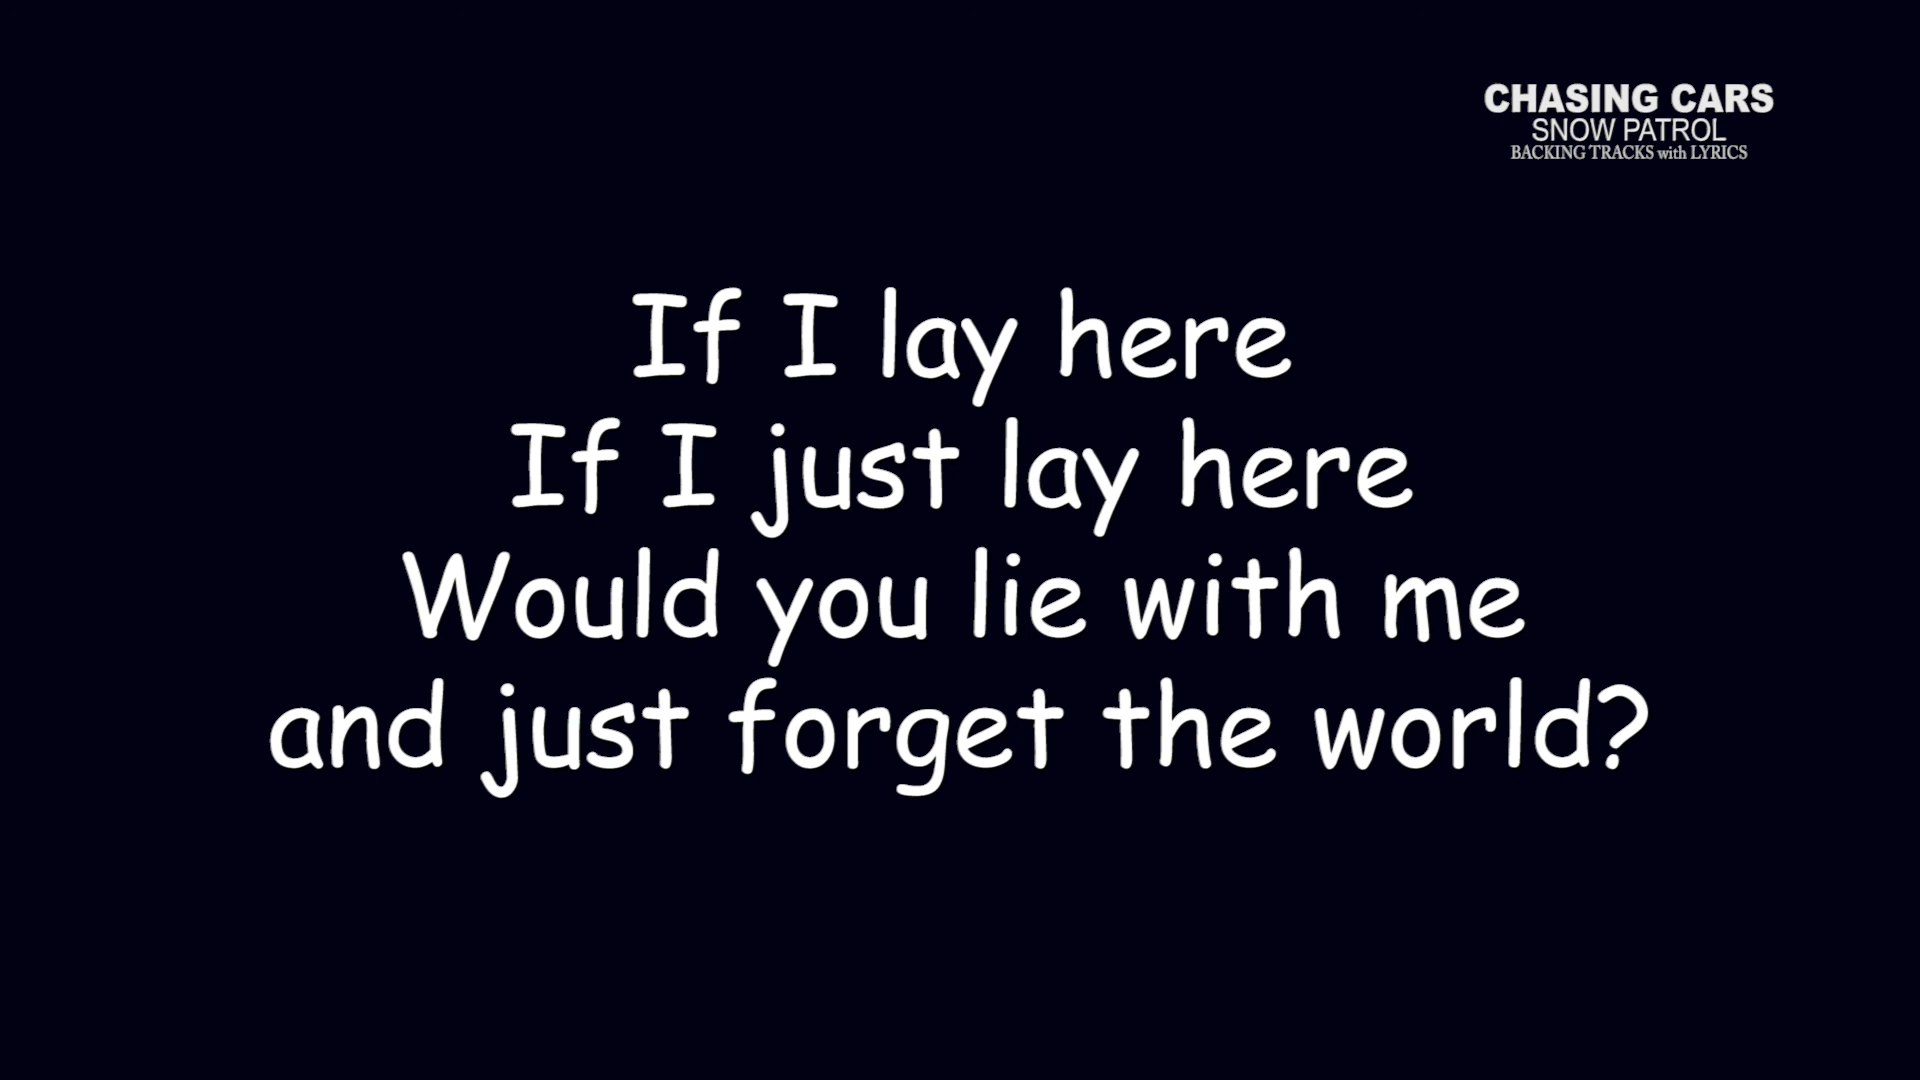 CHASING CARS
SNOW PATROL
BACKING TRACKS with LYRICS
If I lay here
If I just lay here
Would you lie with me
and just forget the world?